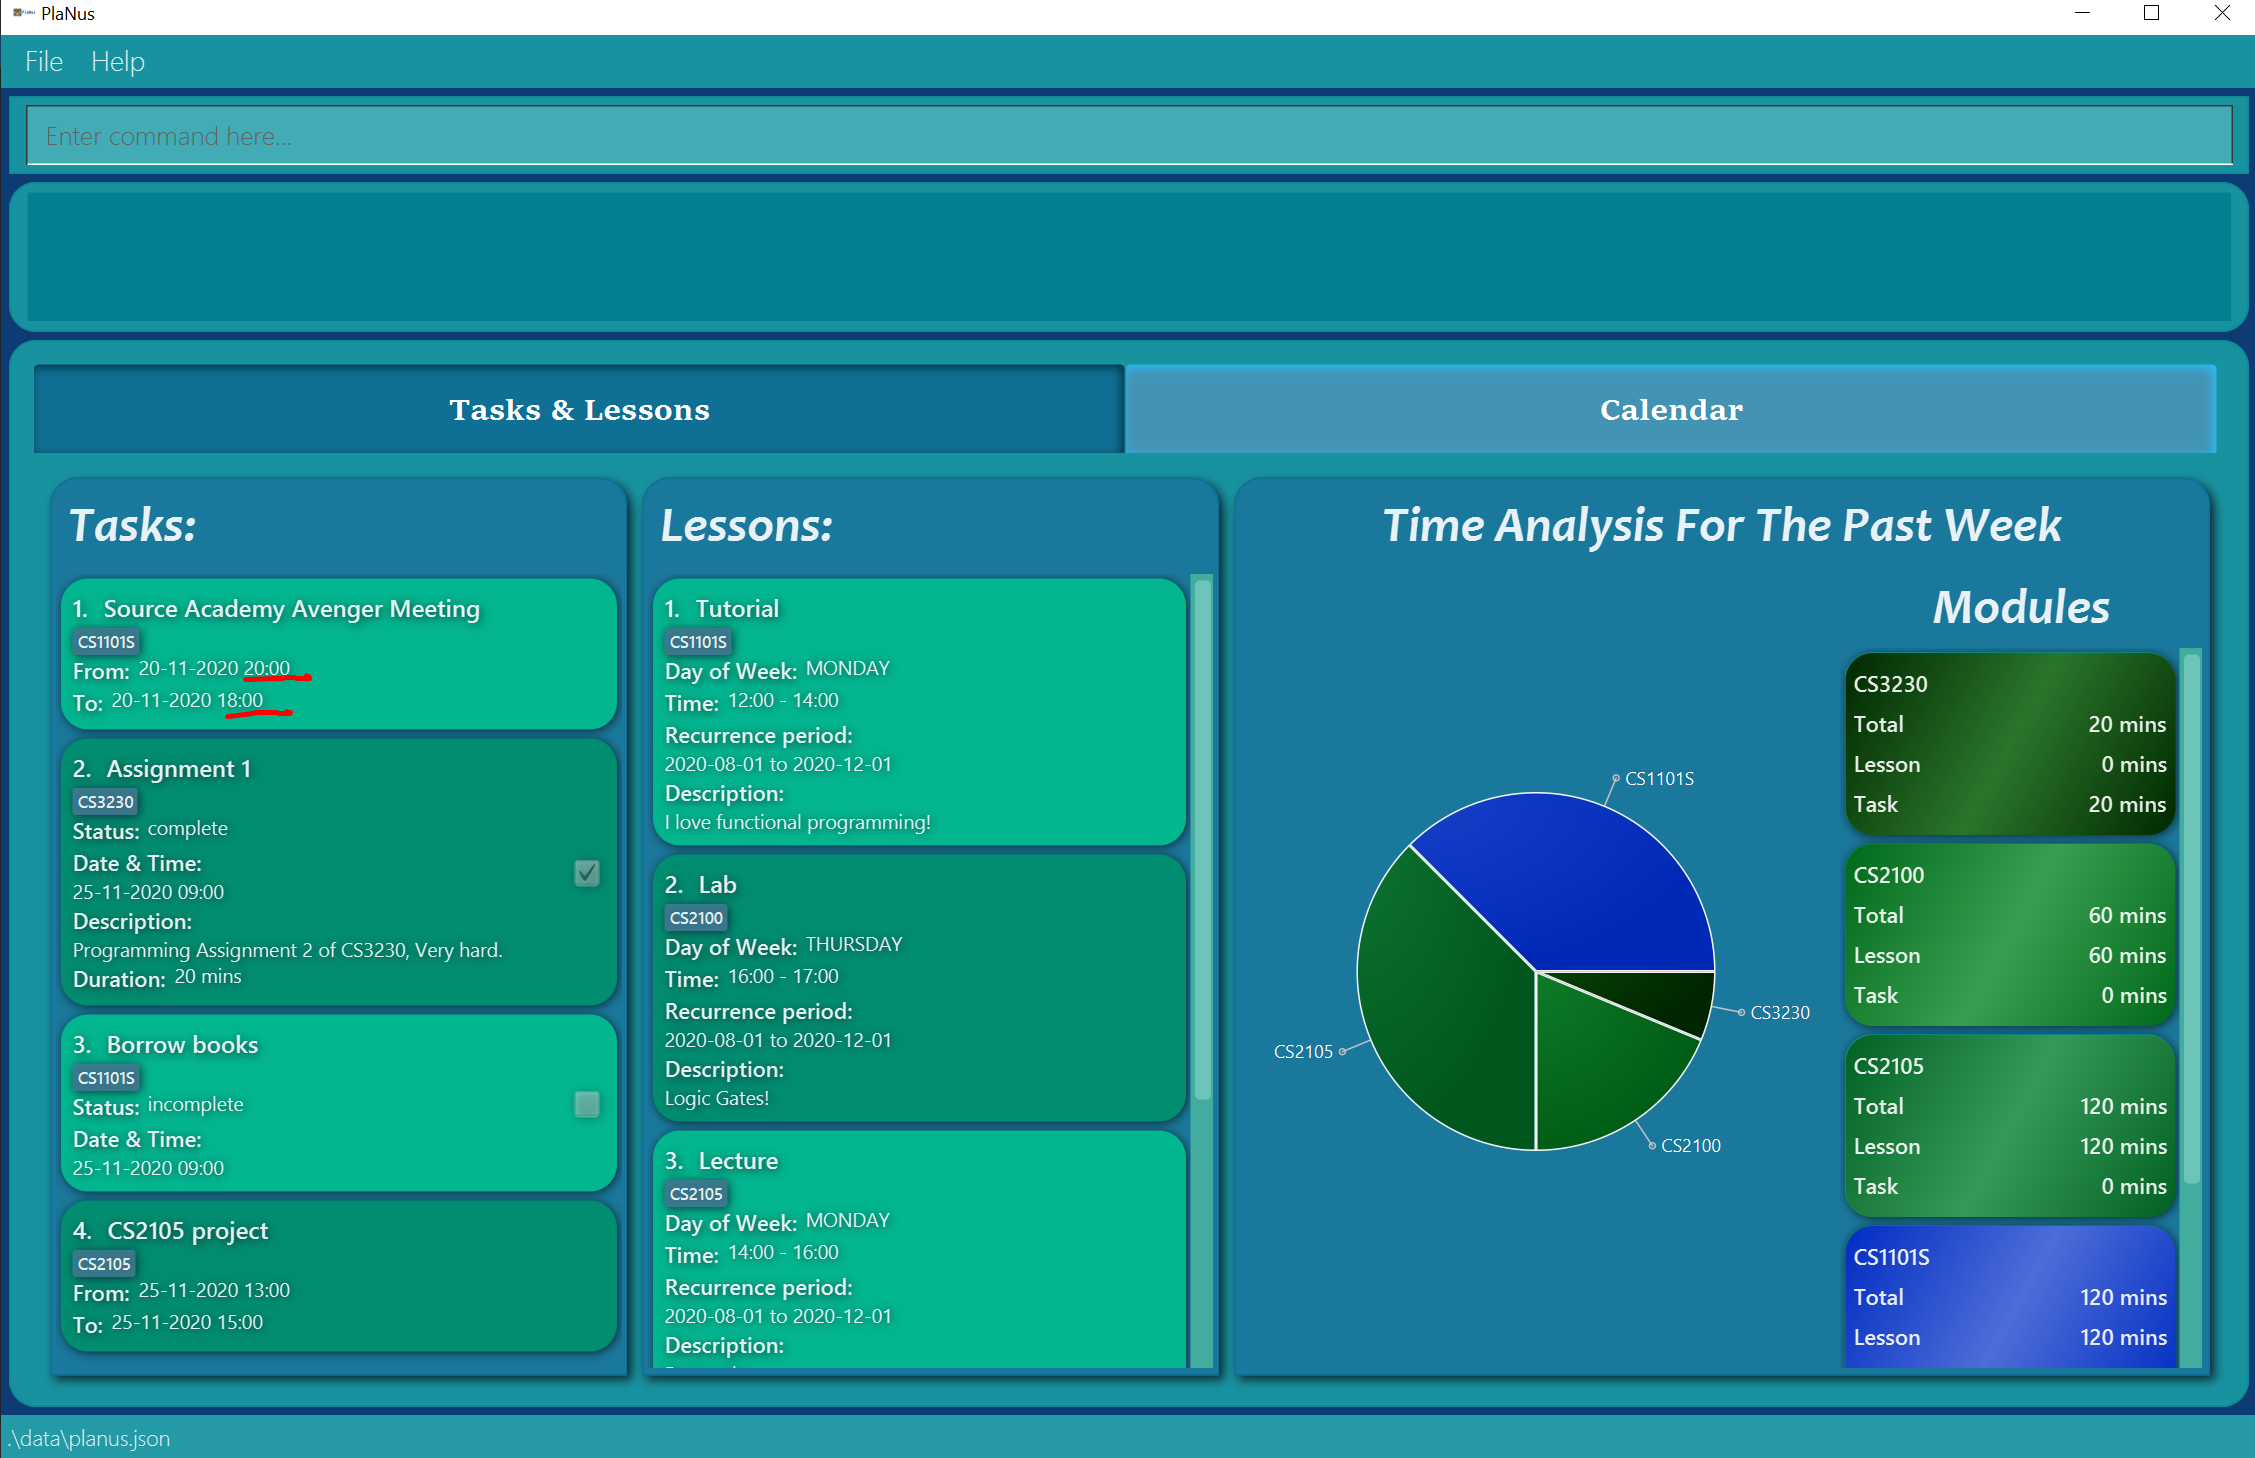 PlaNus
File Help
Enter command here...
Tasks & Lessons
Calendar
Tasks:
1. Source Academy Avenger Meeting
CS1101S
From: 20-11-2020 20:00
To: 20-11-2020 18:00
2. Assignment 1
CS3230
Status: complete
Date & Time:
25-11-2020 09:00
Description:
Programming Assignment 2 of CS3230, Very hard.
Duration: 20 mins
3. Borrow books
CS1101S
Status: incomplete
Date & Time:
25-11-2020 09:00
4. CS2105 project
CS2105
From: 25-11-2020 13:00
To: 25-11-2020 15:00
Lessons:
1. Tutorial
CS1101S
Day of Week: MONDAY
Time: 12:00 - 14:00
Recurrence period:
2020-08-01 to 2020-12-01
Description:
I love functional programming!
2. Lab
CS2100
Day of Week: THURSDAY
Time: 16:00 - 17:00
Recurrence period:
2020-08-01 to 2020-12-01
Description:
Logic Gates!
3. Lecture
CS2105
Day of Week: MONDAY
Time: 14:00 - 16:00
Recurrence period:
2020-08-01 to 2020-12-01
Description:
Time Analysis For The Past Week
CS1101S
CS3230
CS2105
CS2100
Modules
CS3230
Total 20 mins
Lesson 0 mins
Task 20 mins
CS2100
Total 60 mins
Lesson 60 mins
Task 0 mins
CS2105
Total 120 mins
Lesson 120 mins
Task 0 mins
CS1101S
Total 120 mins
Lesson 120 mins
.\data\planus.json